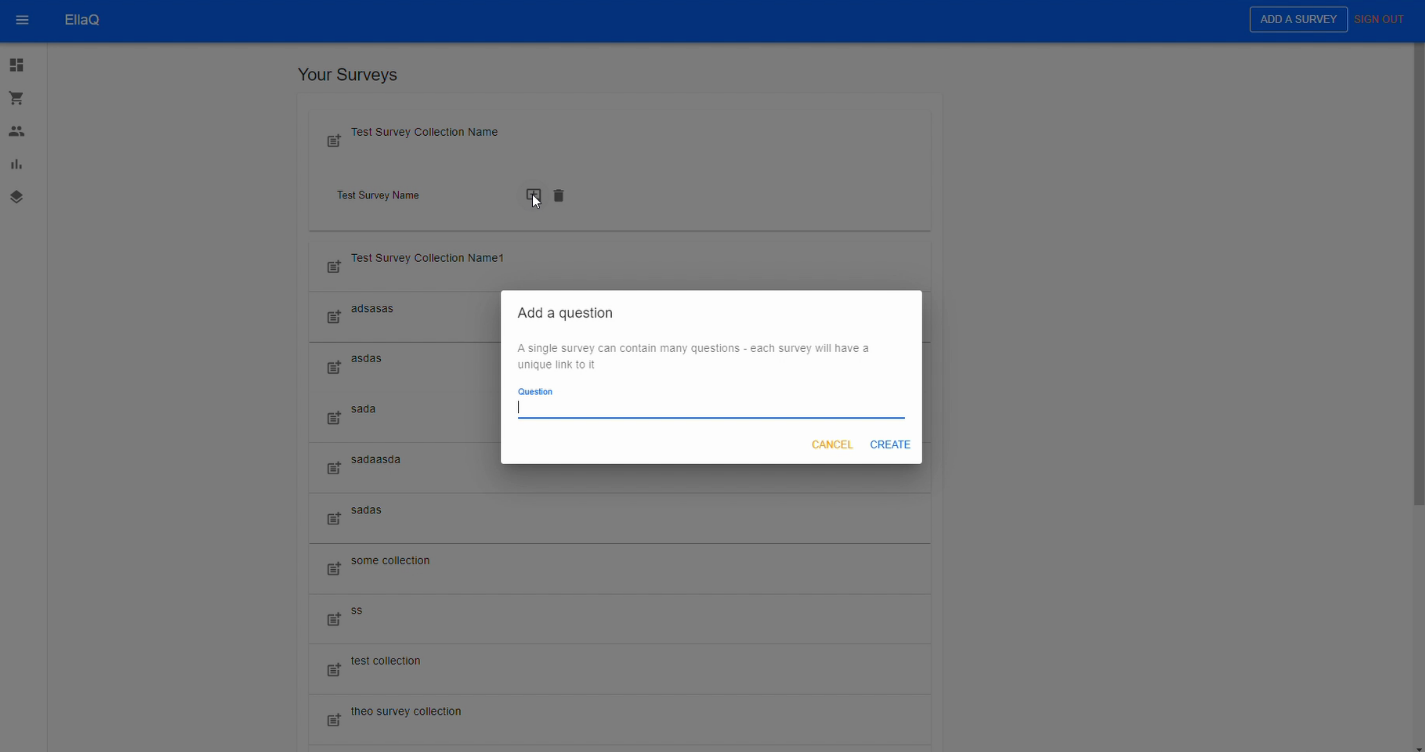 EllaQ
ADD A SURVEY
SIGN OUT
Your Surveys
Test Survey Collection Name
Test Survey Name
Test Survey Collection Name1
adsasas
asdas
sada
sadaasda
sadas
some collection
ss
test collection
theo survey collection
Add a question
A single survey can contain many questions - each survey will have a
unique link to it
Question
CANCEL
CREATE